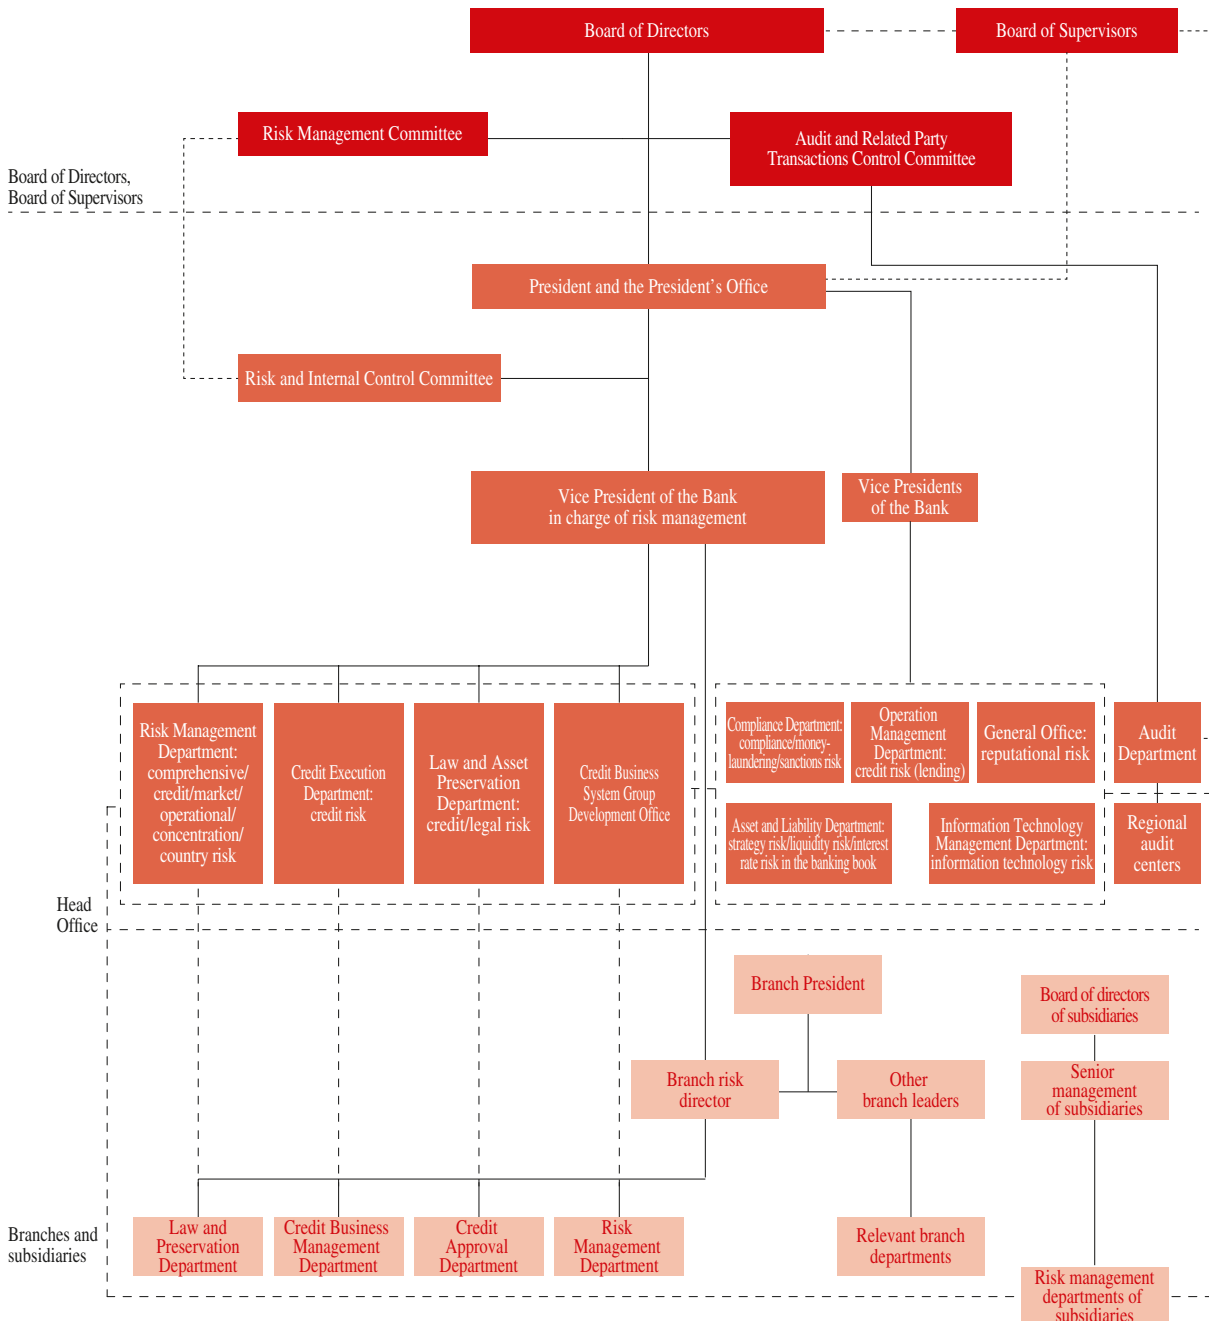 Board of Directors
Board of Supervisors
Risk Management Committee
Audit and Related Party
Transactions Control Committee
Board of Directors,
Board of Supervisors
President and the President’s Office
Risk and Internal Control Committee
Vice President of the Bank
in charge of risk management
Vice Presidents
of the Bank
Risk Management
Department:
comprehensive/
credit/market/
operational/
concentration/
country risk
Credit Execution
Department:
credit risk
Law and Asset
Preservation
Department:
credit/legal risk
Credit Business
System Group
Development Office
Compliance Department:
compliance/money-
laundering/sanctions risk
Operation
Management
Department:
credit risk (lending)
General Office:
reputational risk
Audit
Department
Asset and Liability Department:
strategy risk/liquidity risk/interest
rate risk in the banking book
Information Technology
Management Department:
information technology risk
Regional
audit
centers
Head
Office
Branch President
Board of directors
of subsidiaries
Branch risk
director
Other
branch leaders
Senior
management
of subsidiaries
Branches and
subsidiaries
Law and
Preservation
Department
Credit Business
Management
Department
Credit
Approval
Department
Risk
Management
Department
Relevant branch
departments
Risk management
departments of
subsidiaries